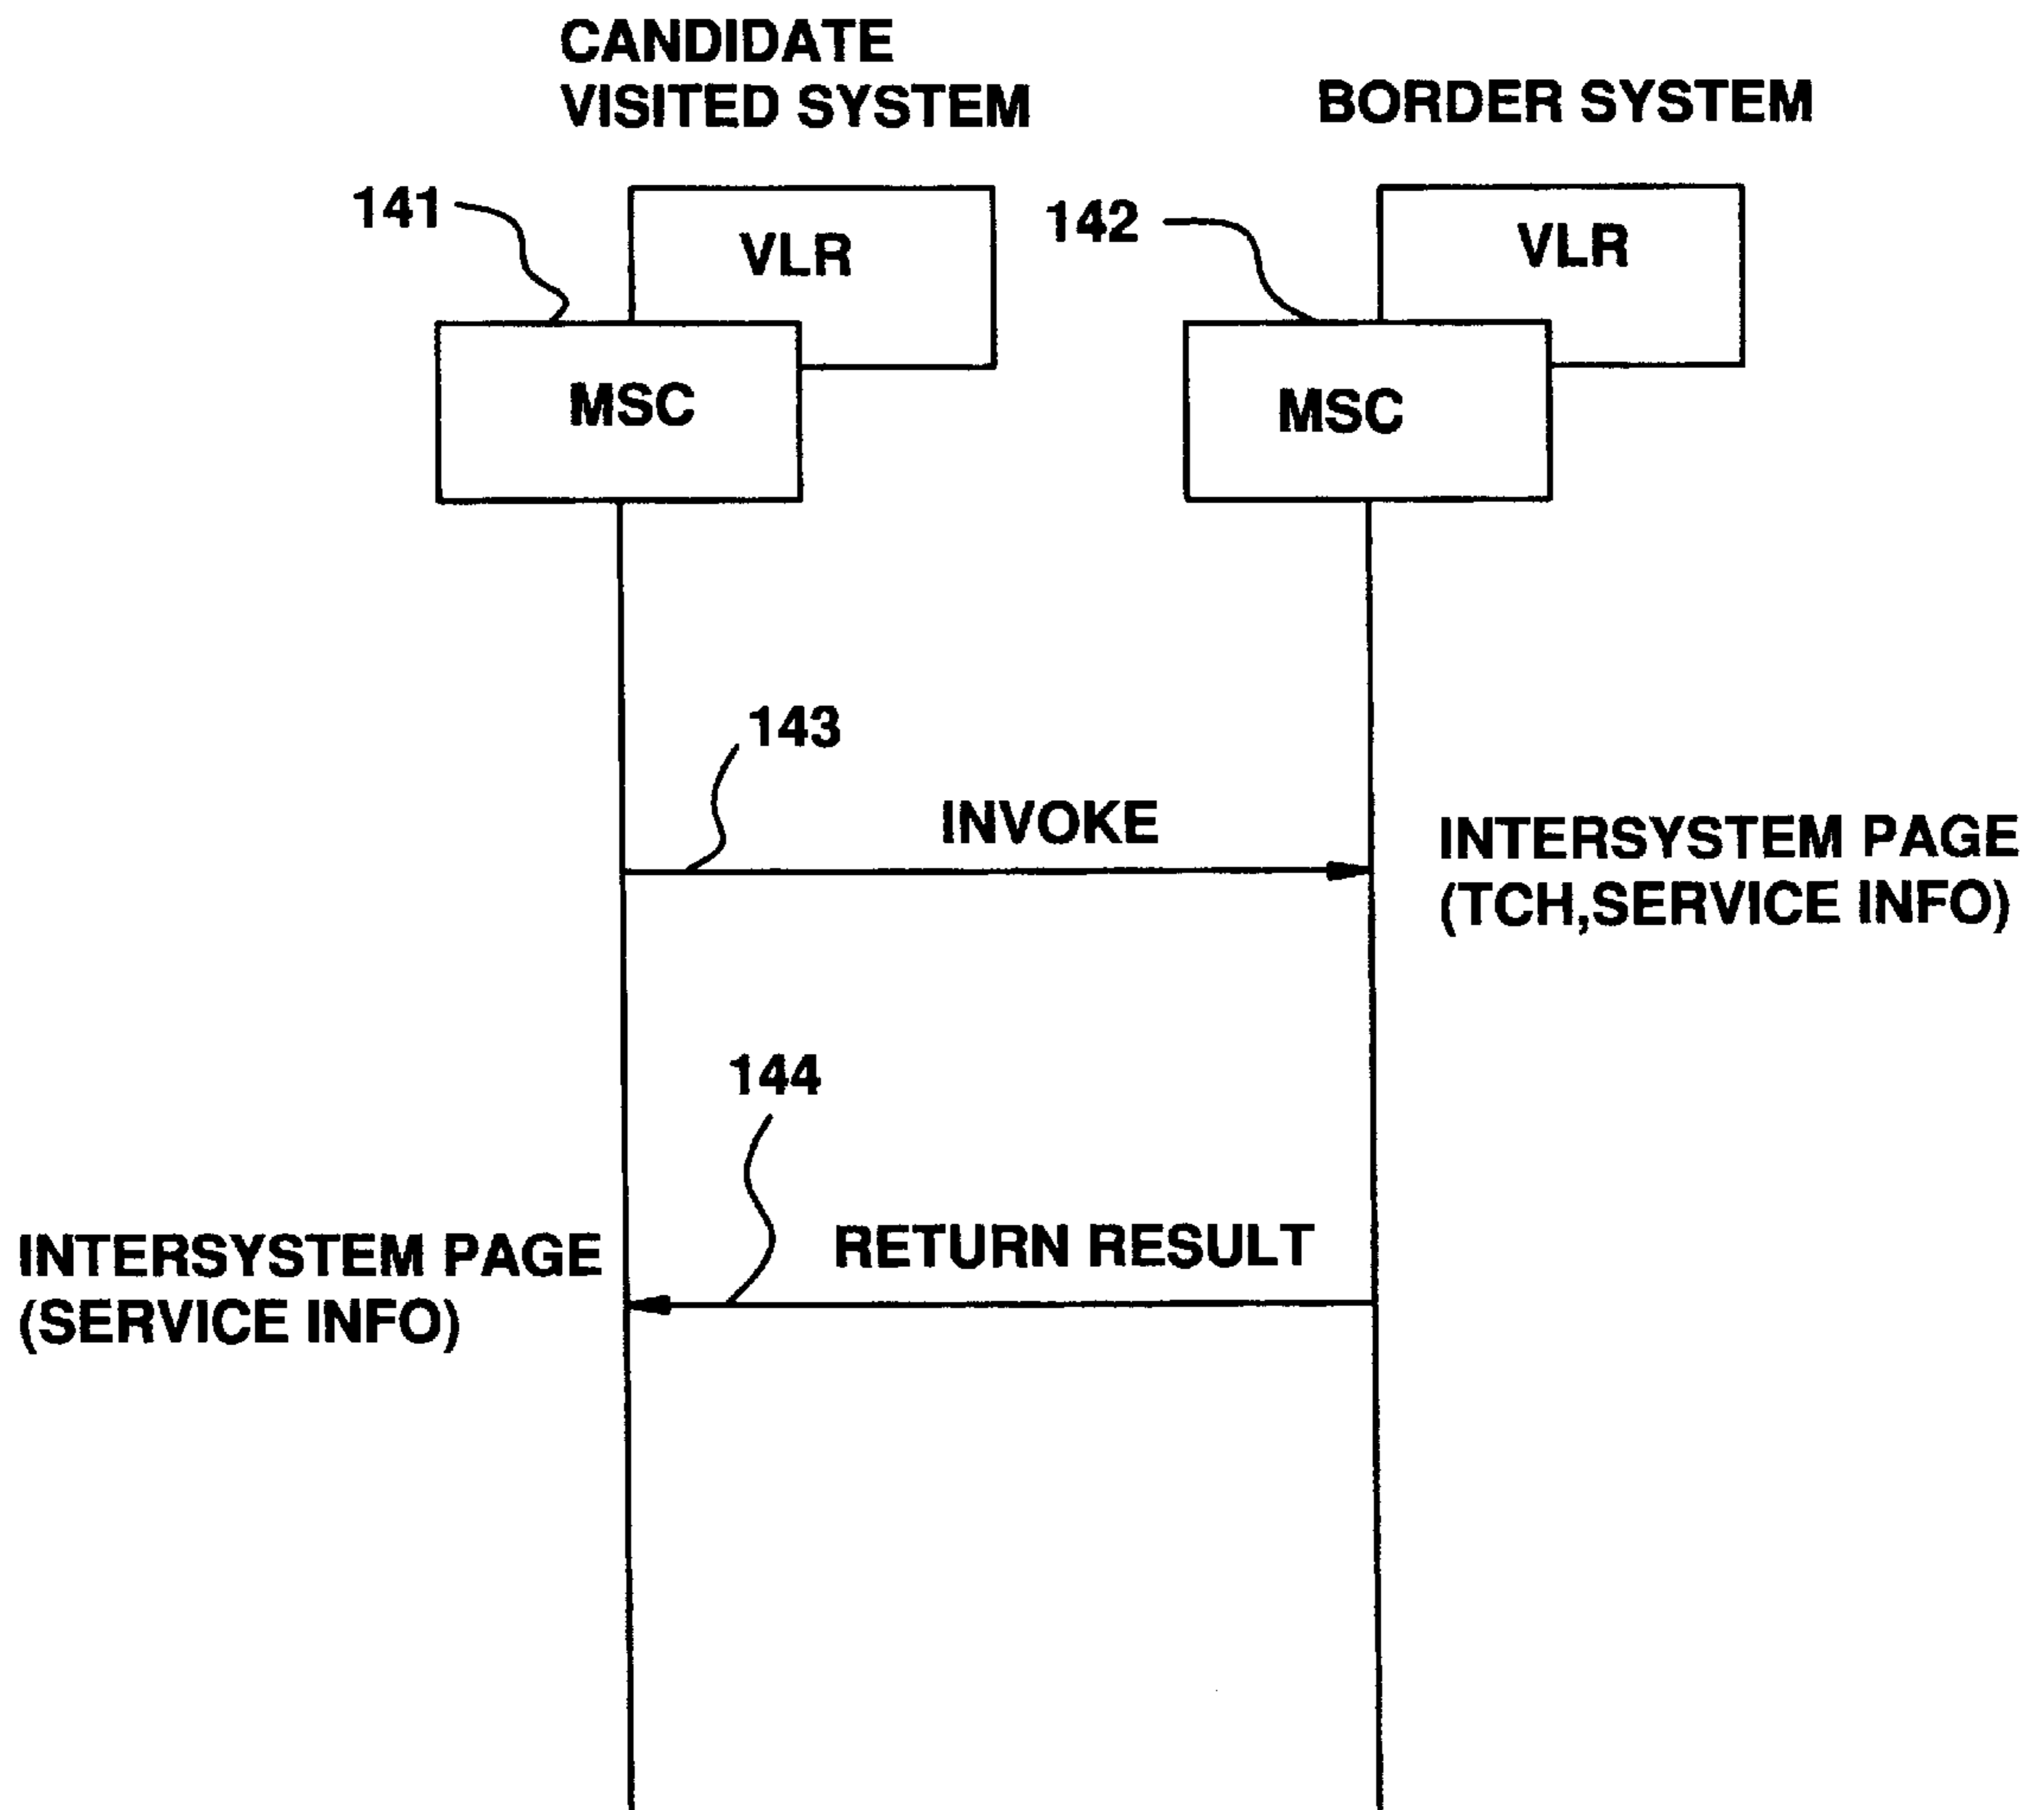 CANDIDATE
VISITED SYSTEM
BORDER SYSTEM
141
VLR
142
VLR
MSC
MSC
143
INVOKE
INTERSYSTEM PAGE
(TCH,SERVICE INFO)
144
RETURN RESULT
INTERSYSTEM PAGE
(SERVICE INFO)